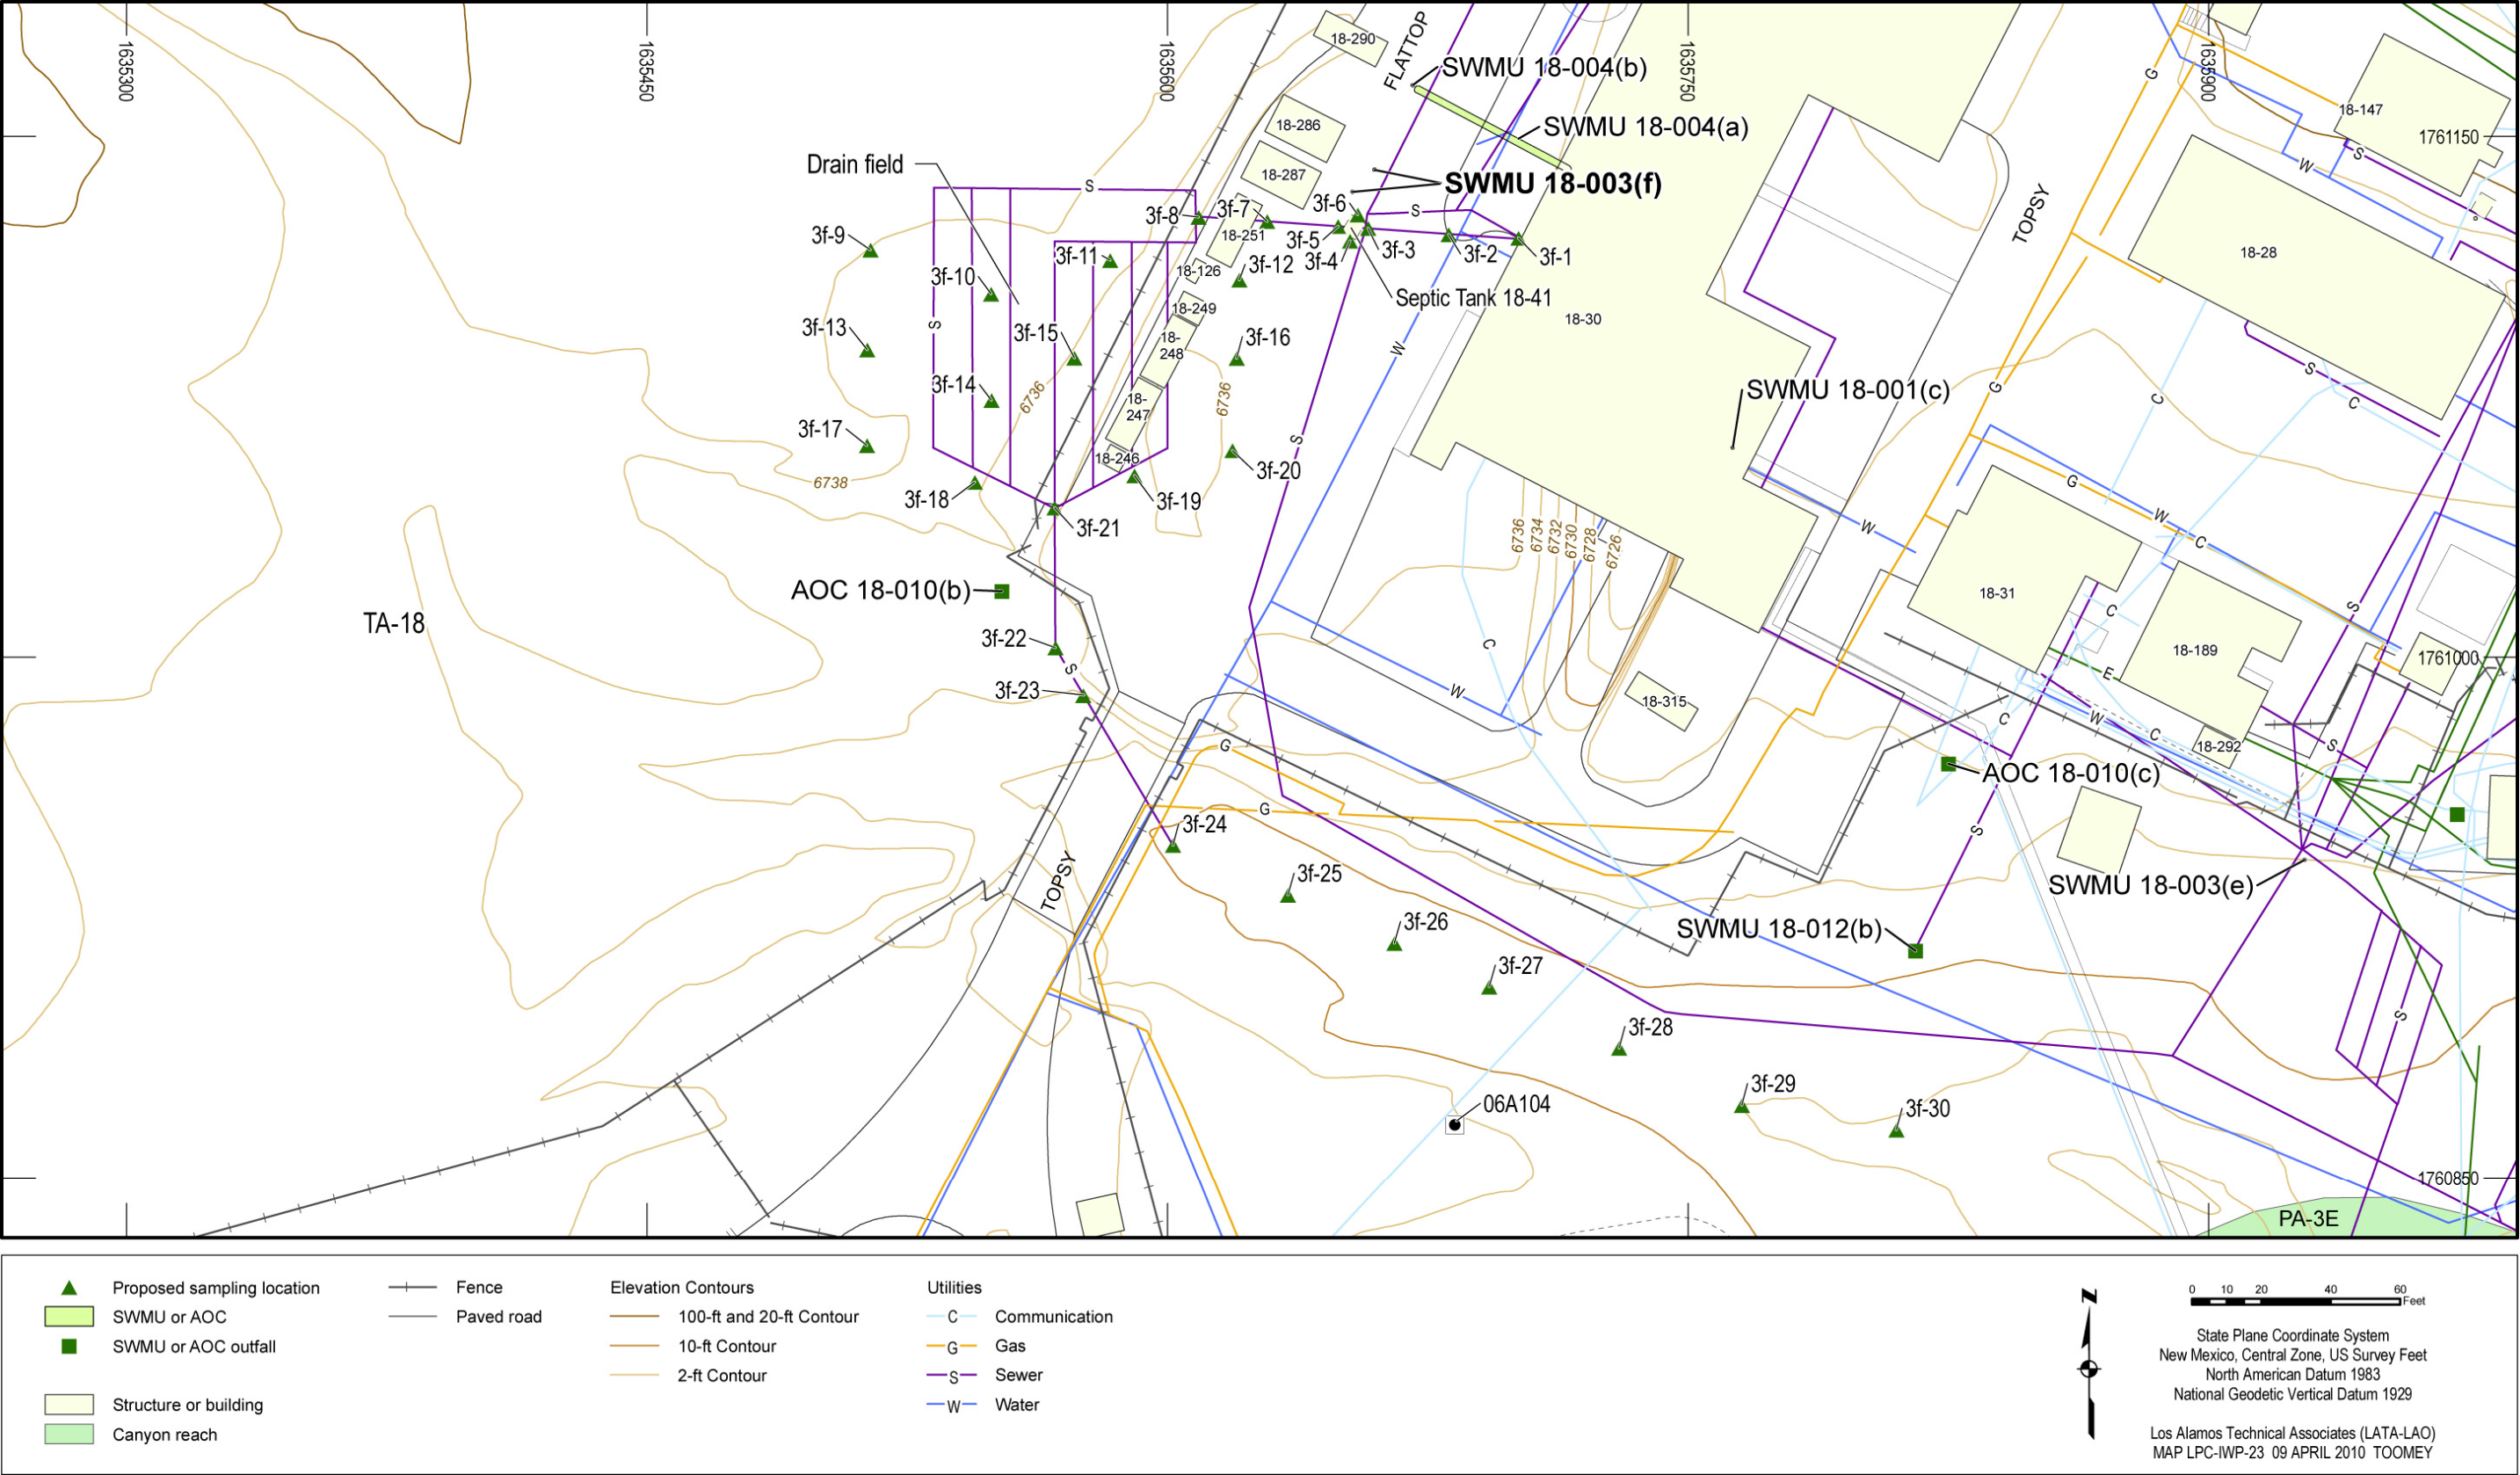 1635300
1635450
1635600
1635750
1635900
18-290
FLATTOP
SWMU 18-004(b)
18-147
1761150
18-286
SWMU 18-004(a)
S
W
G
Drain field
18-287
SWMU 18-003(f)
S
3f-6
S
TOPSY
3f-8
3f-7
3f-9
18-251
3f-5
3f-3
3f-2
3f-1
18-28
3f-11
3f-4
3f-12
18-126
3f-10
Septic Tank 18-41
18-249
S
3f-13
3f-15
3f-16
18-30
18-
248
W
S
3f-14
6736
6736
SWMU 18-001(c)
G
C
C
18-
247
3f-17
S
18-246
3f-20
6738
G
3f-18
3f-19
W
W
3f-21
6736
6734
6732
6730
6728
6726
C
AOC 18-010(b)
18-31
C
S
TA-18
3f-22
C
18-189
1761000
S
E
3f-23
W
18-315
C
W
C
18-292
S
G
AOC 18-010(c)
G
3f-24
S
3f-25
TOPSY
SWMU 18-003(e)
3f-26
SWMU 18-012(b)
3f-27
S
3f-28
3f-29
06A104
3f-30
1760850
PA-3E
Proposed sampling location
SWMU or AOC
SWMU or AOC outfall
Structure or building
Canyon reach
Fence
Paved road
Elevation Contours
100-ft and 20-ft Contour
10-ft Contour
2-ft Contour
Utilities
C Communication
G Gas
S Sewer
W Water
N
0 10 20 40 60
Feet
State Plane Coordinate System
New Mexico, Central Zone, US Survey Feet
North American Datum 1983
National Geodetic Vertical Datum 1929
Los Alamos Technical Associates (LATA-LAO)
MAP LPC-IWP-23 09 APRIL 2010 TOOMEY